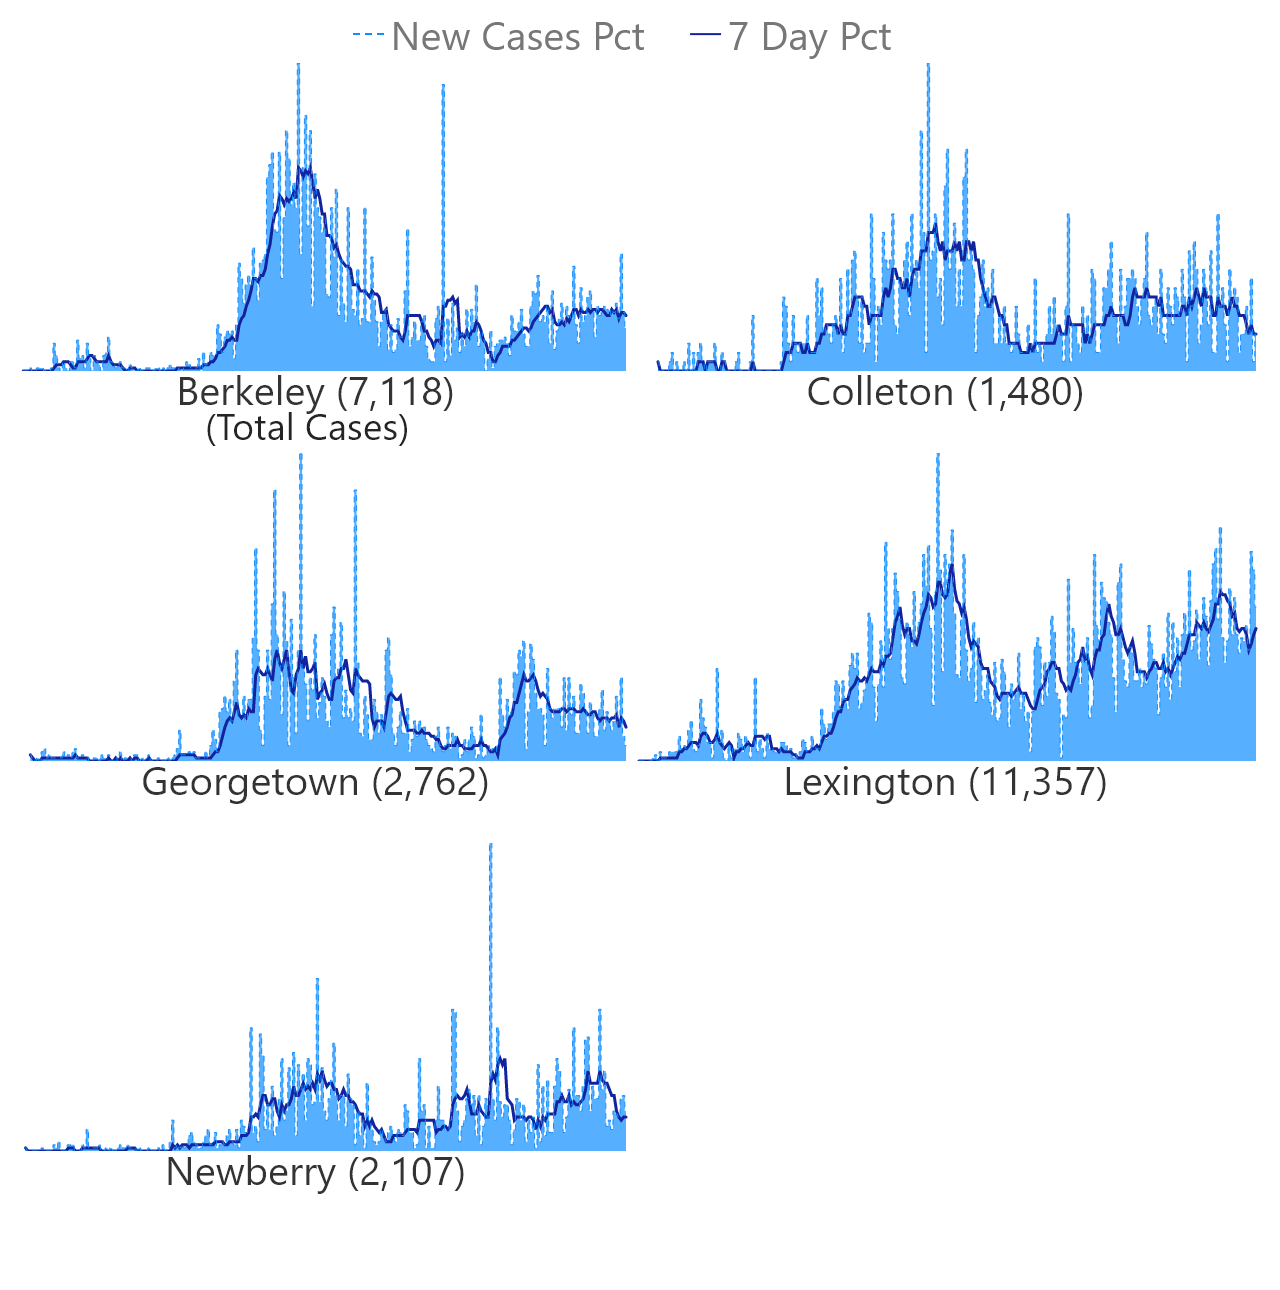 New Cases Pct 7 Day Pct
Berkeley (7,118) Colleton (1,480)
(Total Cases)
Georgetown (2,762) Lexington (11,357)
Newberry (2,107)